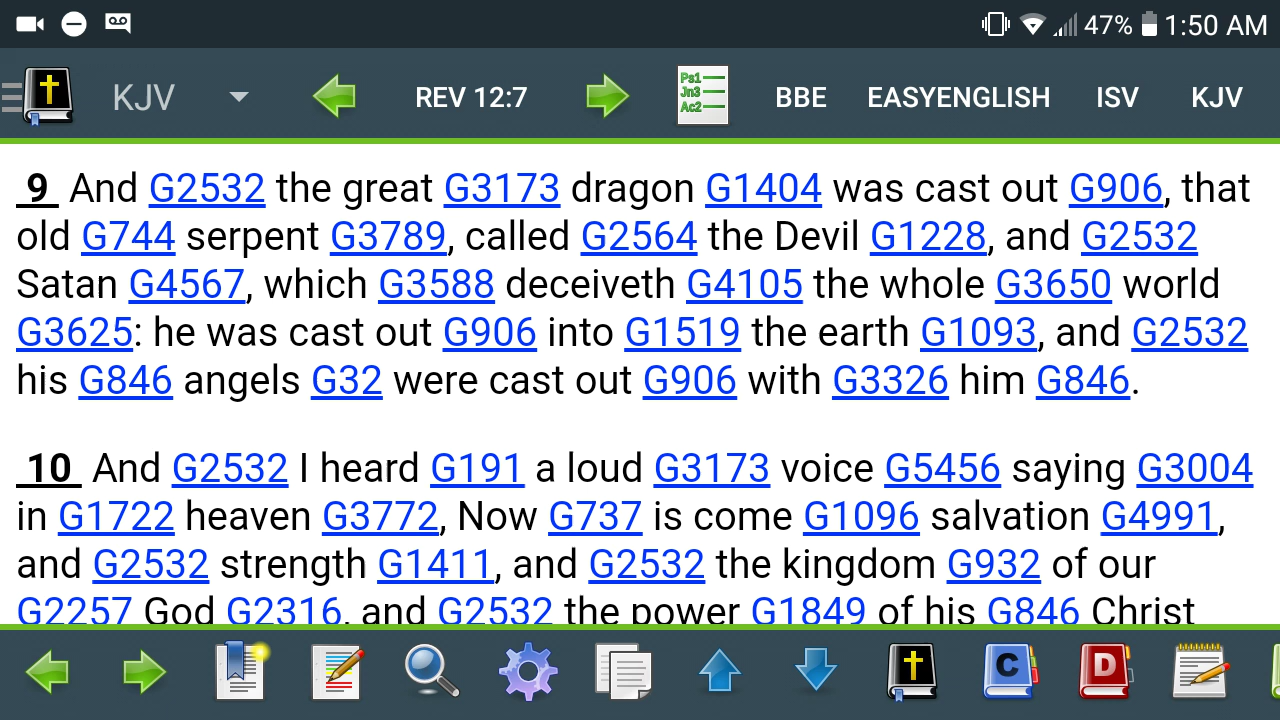 47% 1:50 AM
KJV REV 12:7 Ps1 Jn3 Ac2 BBE EASYENGLISH ISV KJV
9 And G2532 the great G3173 dragon G1404 was cast out G906, that
old G744 serpent G3789, called G2564 the Devil G1228, and G2532
Satan G4567, which G3588 deceiveth G4105 the whole G3650 world
G3625: he was cast out G906 into G1519 the earth G1093, and G2532
his G846 angels G32 were cast out G906 with G3326 him G846.
10 And G2532 I heard G191 a loud G3173 voice G5456 saying G3004
in G1722 heaven G3772, Now G737 is come G1096 salvation G4991,
and G2532 strength G1411, and G2532 the kingdom G932 of our
G2257 God G2316, and G2532 the power G1849 of his G846 Christ
C D